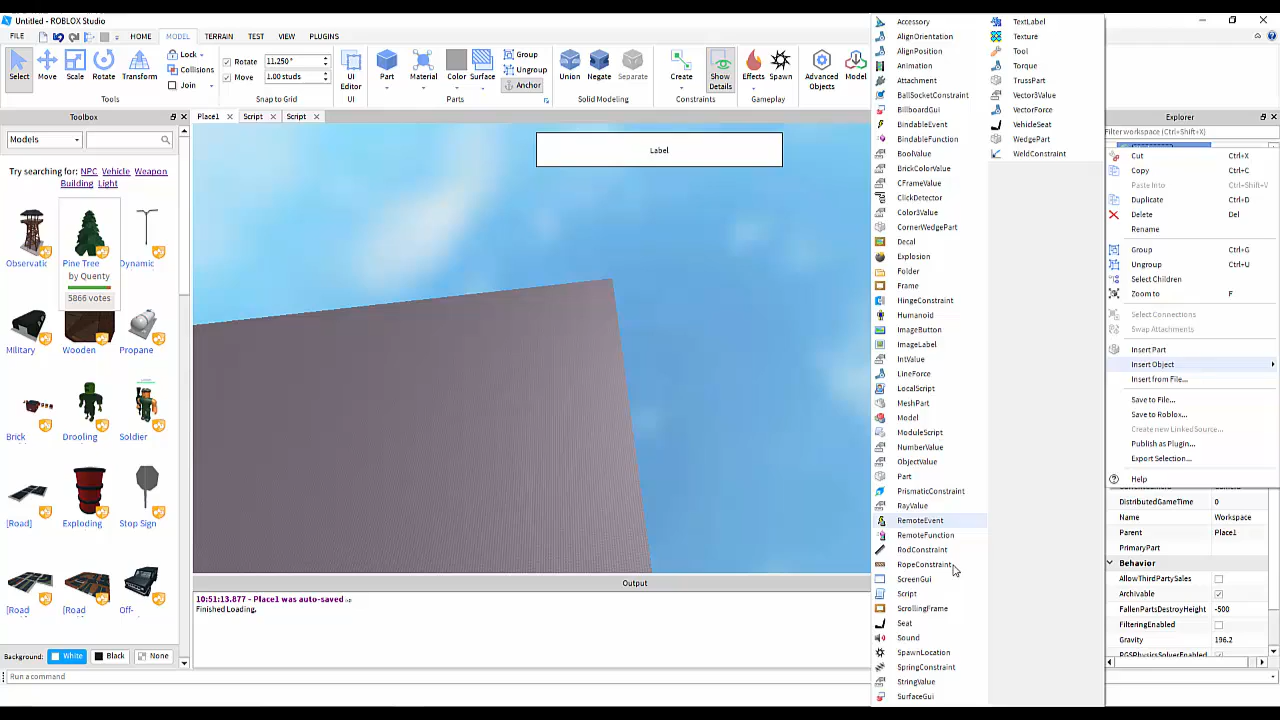 Untitled - ROBLOX Studio
FILE HOME MODEL TERRAIN TEST VIEW PLUGINS
Select Move Scale Rotate Transform
Lock
Collisions
Join
Tools
Rotate 11.250°
Move 1.00 studs
Snap to Grid
UI Editor
UI
Part Material Color Surface
Group
Ungroup
Anchor
Parts
Union Negate Separate
Solid Modeling
Create Show Details
Constraints
Effects Spawn
Gameplay
Advanced Objects
Model
Toolbox
Models
Try searching for: NPC Vehicle Weapon
Building Light
Observatic Pine Tree Dynamic
by Quenty
5866 votes
Military Wooden Propane
Brick Drooling Soldier
[Road] Exploding Stop Sign
[Road [Road Off-
Background: White Black None
Run a command
Place1 Script Script
Label
Output
10:51:13.877 - Place1 was auto-saved
Finished Loading.
Accessory
AlignOrientation
AlignPosition
Animation
Attachment
BallSocketConstraint
BillboardGui
BindableEvent
BindableFunction
BoolValue
BrickColorValue
CFrameValue
ClickDetector
Color3Value
CornerWedgePart
Decal
Explosion
Folder
Frame
HingeConstraint
Humanoid
ImageButton
ImageLabel
IntValue
LineForce
LocalScript
MeshPart
Model
ModuleScript
NumberValue
ObjectValue
Part
PrismaticConstraint
RayValue
RemoteEvent
RemoteFunction
RodConstraint
RopeConstraint
ScreenGui
Script
ScrollingFrame
Seat
Sound
SpawnLocation
SpringConstraint
StringValue
SurfaceGui
TextLabel
Texture
Tool
Torque
TrussPart
Vector3Value
VectorForce
VehicleSeat
WedgePart
WeldConstraint
Explorer
Filter workspace (Ctrl+Shift+X)
Cut Ctrl+X
Copy Ctrl+C
Paste Into Ctrl+Shift+V
Duplicate Ctrl+D
Delete Del
Rename
Group Ctrl+G
Ungroup Ctrl+U
Select Children
Zoom to F
Select Connections
Swap Attachments
Insert Part
Insert Object
Insert from File...
Save to File...
Save to Roblox...
Create new LinkedSource...
Publish as Plugin...
Export Selection...
Help
DistributedGameTime 0
Name Workspace
Parent Place1
PrimaryPart
Behavior
AllowThirdPartySales
Archivable
FallenPartsDestroyHeight -500
FilteringEnabled
Gravity 196.2